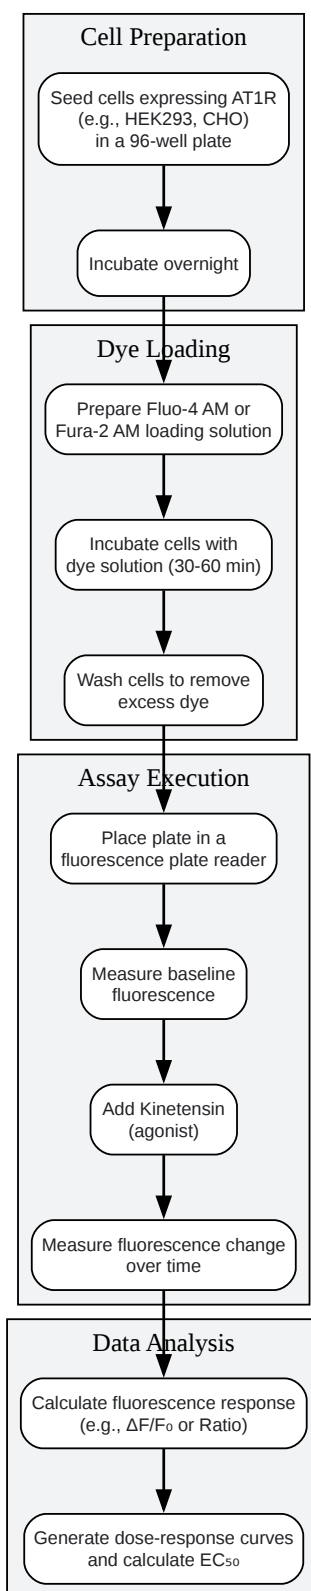 Cell Preparation
Seed cells expressing AT1R
(e.g., HEK293, CHO)
in a 96-well plate
Incubate overnight
Dye Loading
Prepare Fluo-4 AM or
Fura-2 AM loading solution
Incubate cells with
dye solution (30-60 min)
Wash cells to remove
excess dye
Assay Execution
Place plate in a
fluorescence plate reader
Measure baseline
fluorescence
Add Kinetensin
(agonist)
Measure fluorescence change
over time
Data Analysis
Calculate fluorescence response
(e.g., ΔF/F₀ or Ratio)
Generate dose-response curves
and calculate EC₅₀